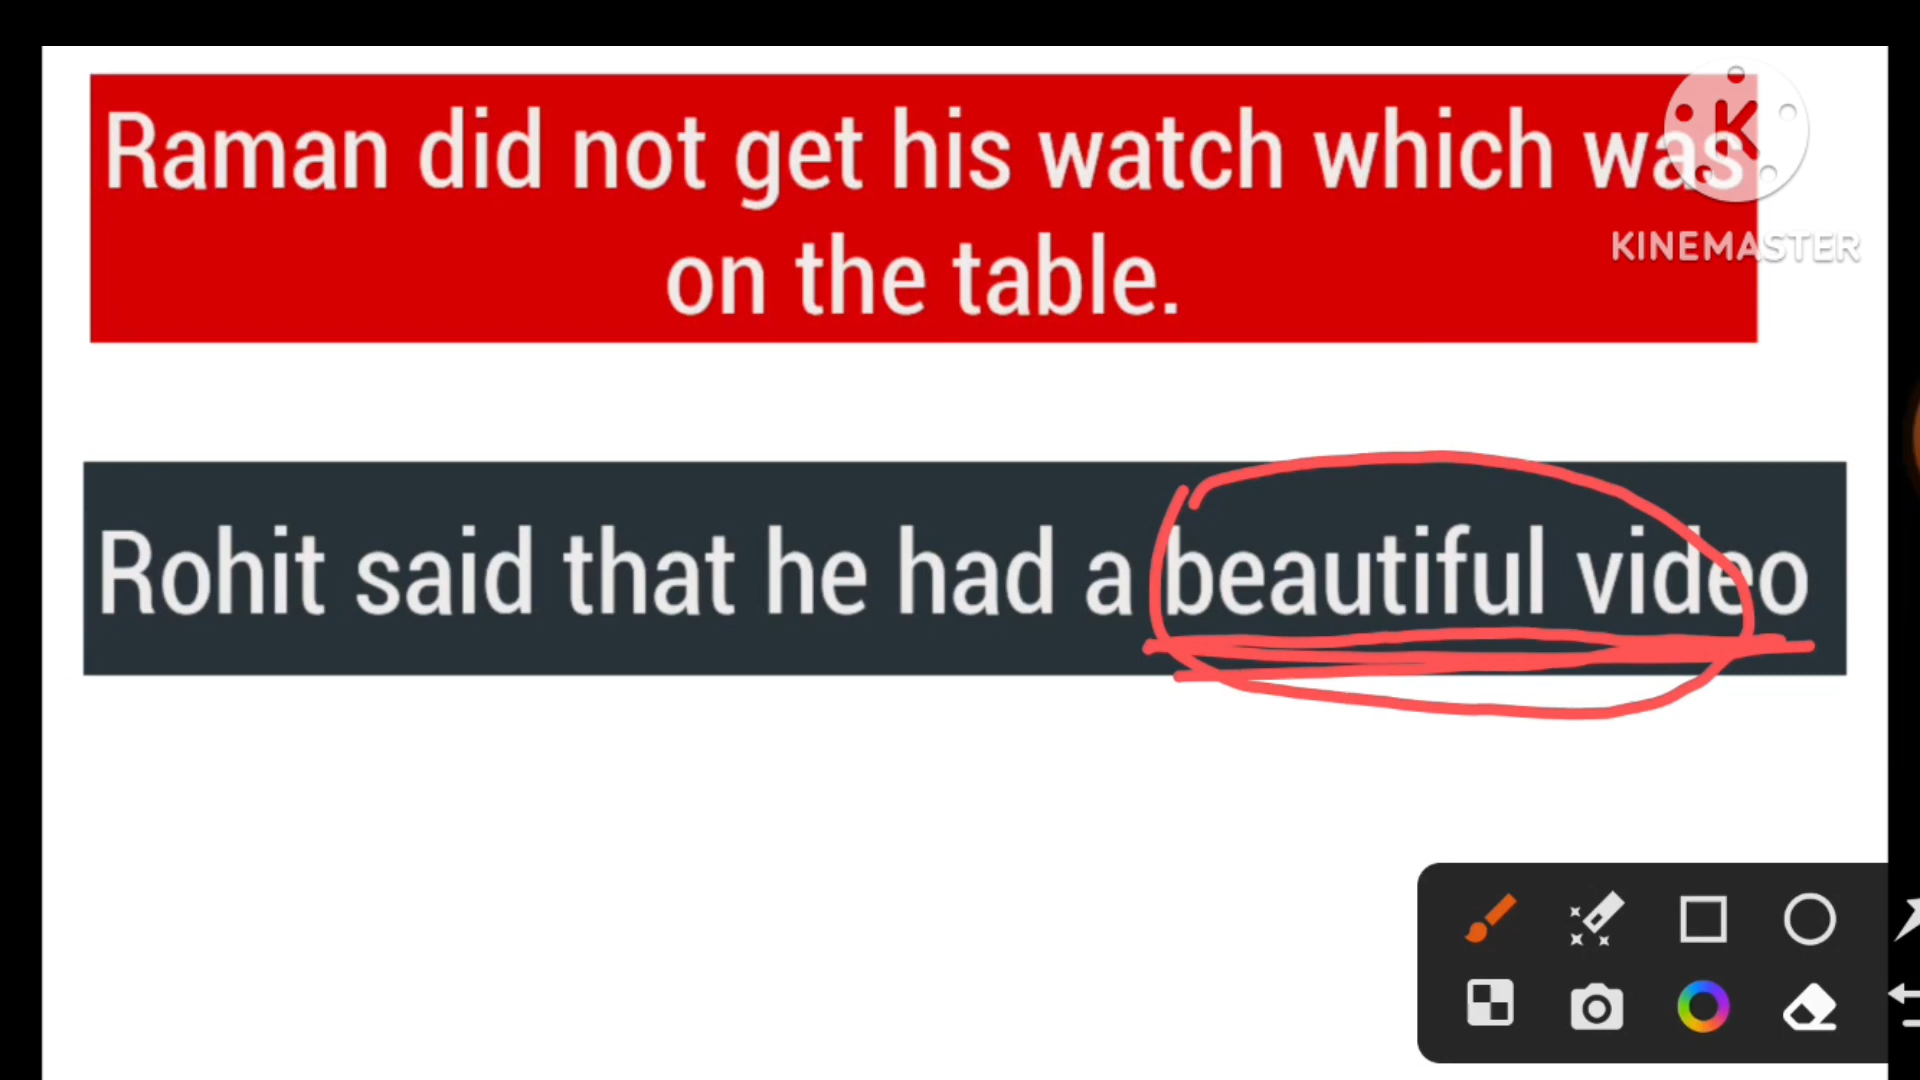 Raman did not get his watch which was
on the table.
K
KINEMASTER
Rohit said that he had a beautiful video